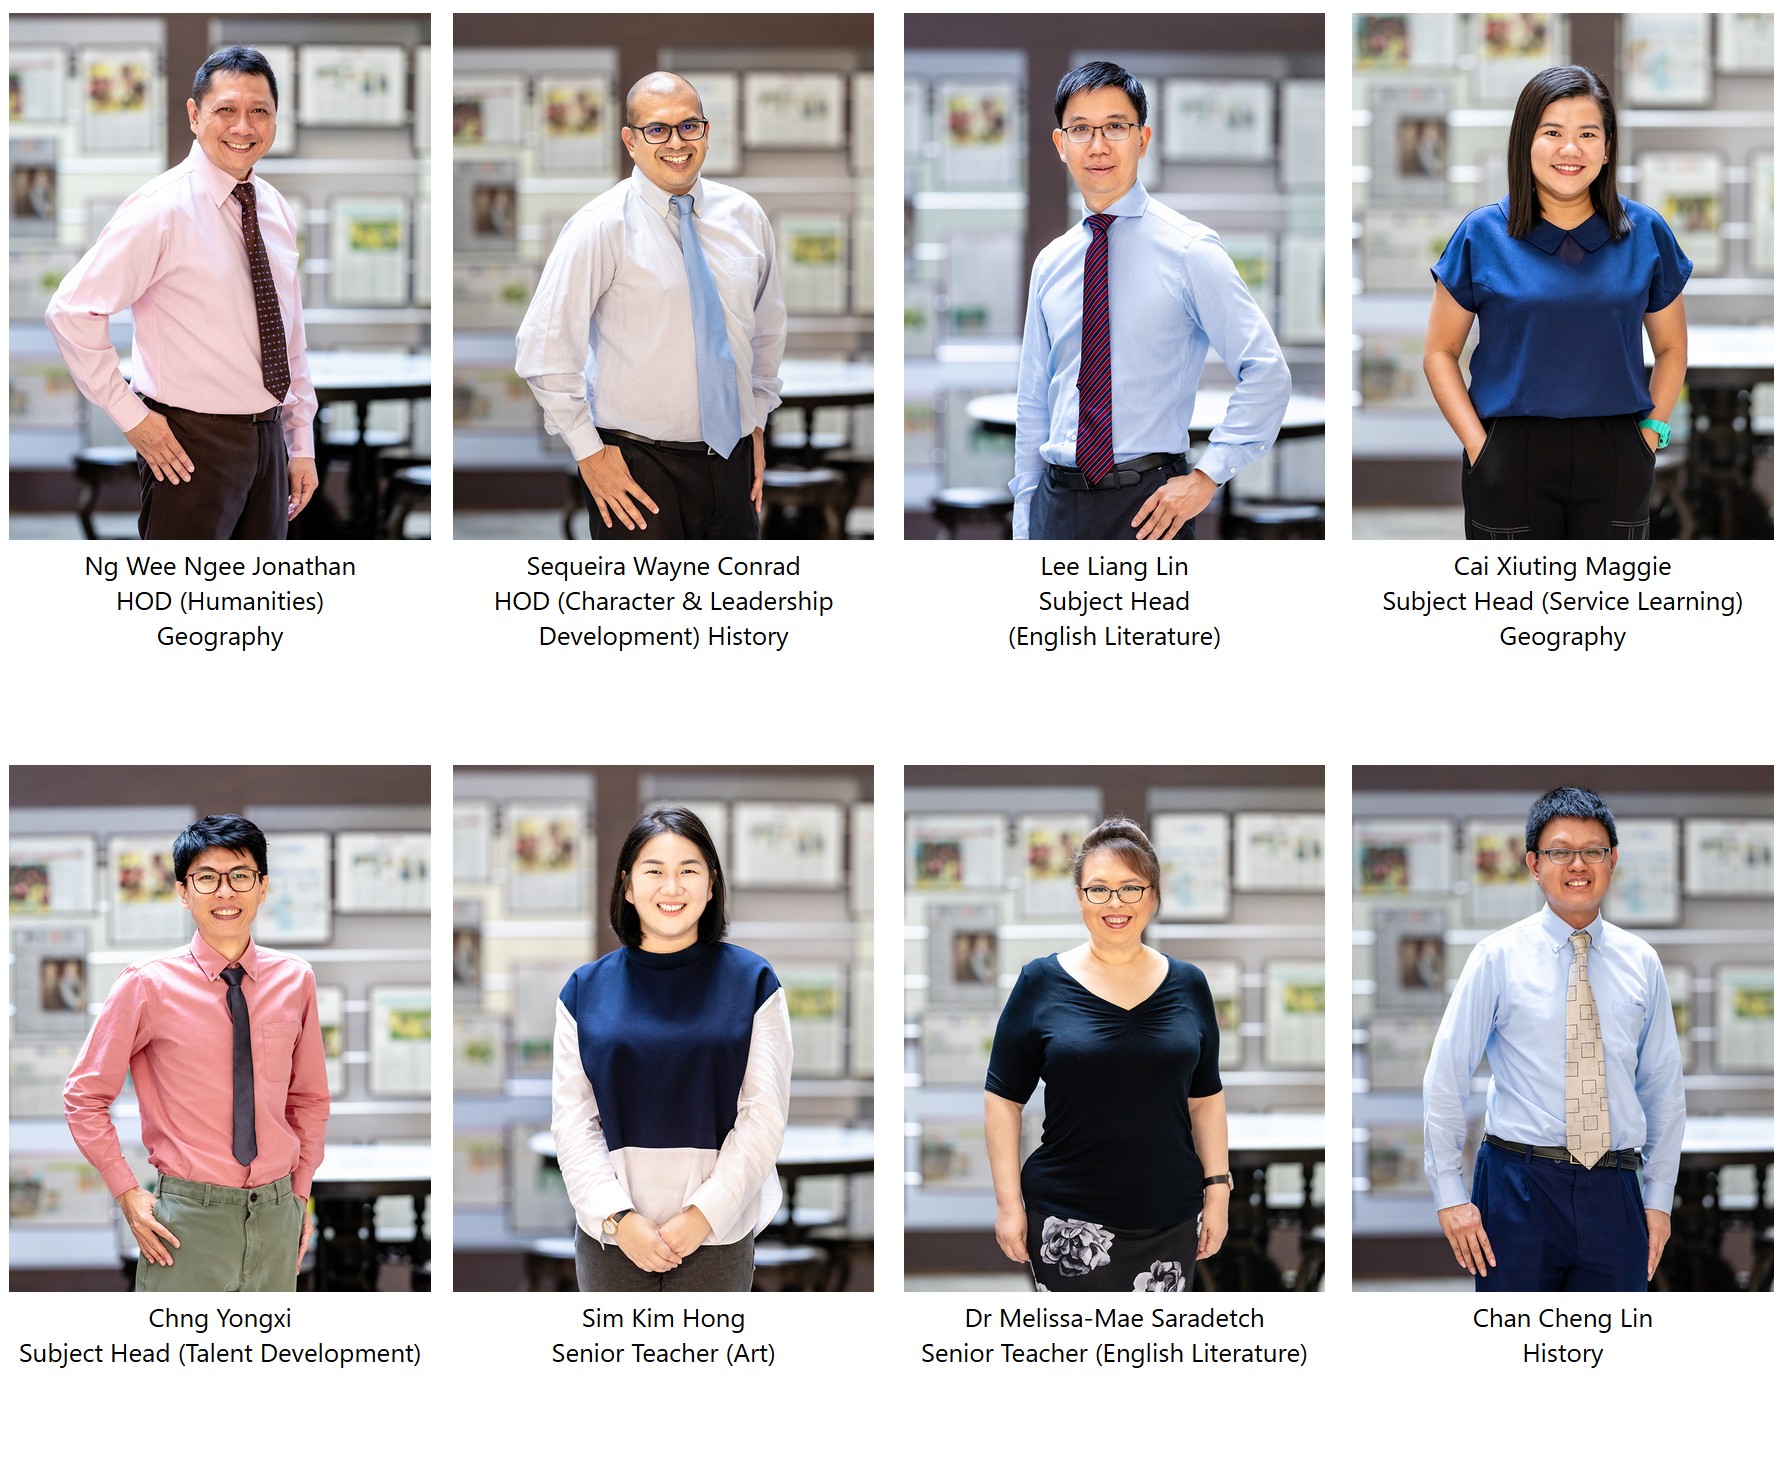 Ng Wee Ngee Jonathan
HOD (Humanities)
Geography
Sequeira Wayne Conrad
HOD (Character & Leadership
Development) History
Lee Liang Lin
Subject Head
(English Literature)
Cai Xiuting Maggie
Subject Head (Service Learning)
Geography
Chng Yongxi
Subject Head (Talent Development)
Sim Kim Hong
Senior Teacher (Art)
Dr Melissa-Mae Saradetch
Senior Teacher (English Literature)
Chan Cheng Lin
History